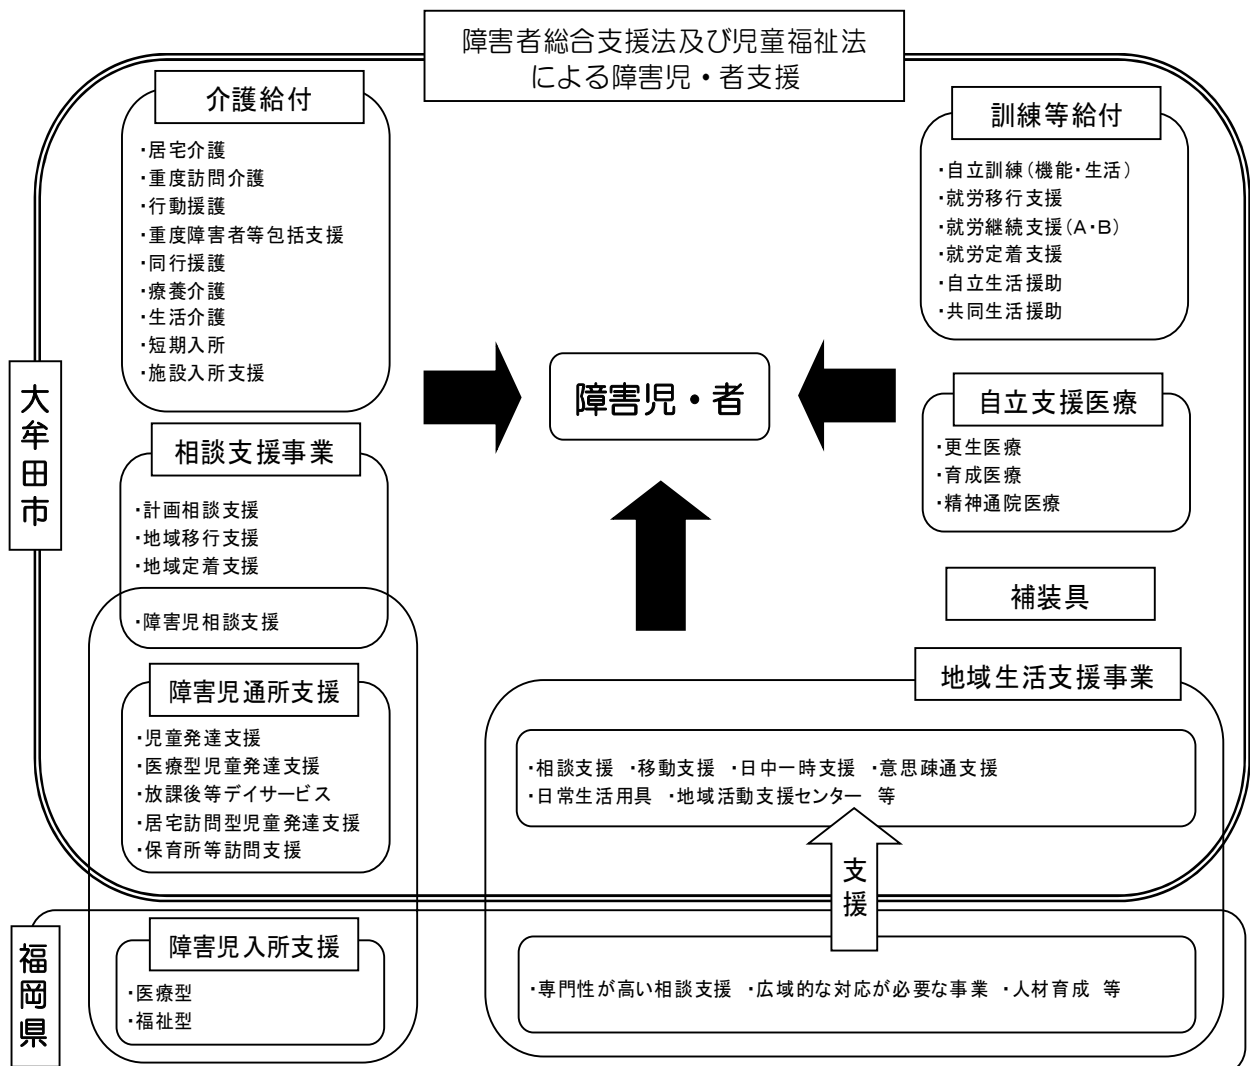 障害者総合支援法及び児童福祉法
による障害児・者支援
大牟田市
介護給付
・居宅介護
・重度訪問介護
・行動援護
・重度障害者等包括支援
・同行援護
・療養介護
・生活介護
・短期入所
・施設入所支援
相談支援事業
・計画相談支援
・地域移行支援
・地域定着支援
・障害児相談支援
障害児通所支援
・児童発達支援
・医療型児童発達支援
・放課後等デイサービス
・居宅訪問型児童発達支援
・保育所等訪問支援
障害児・者
訓練等給付
・自立訓練（機能・生活）
・就労移行支援
・就労継続支援（A・B）
・就労定着支援
・自立生活援助
・共同生活援助
自立支援医療
・更生医療
・育成医療
・精神通院医療
補装具
地域生活支援事業
・相談支援 ・移動支援 ・日中一時支援 ・意思疎通支援
・日常生活用具 ・地域活動支援センター 等
支援
福岡県
障害児入所支援
・医療型
・福祉型
・専門性が高い相談支援 ・広域的な対応が必要な事業 ・人材育成 等